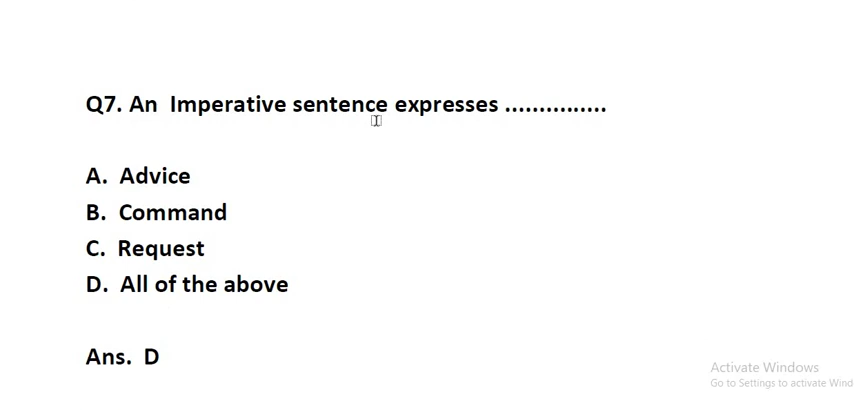 Q7. An Imperative sentence expresses ...............
A. Advice
B. Command
C. Request
D. All of the above
Ans. D
Activate Windows
Go to Settings to activate Wind